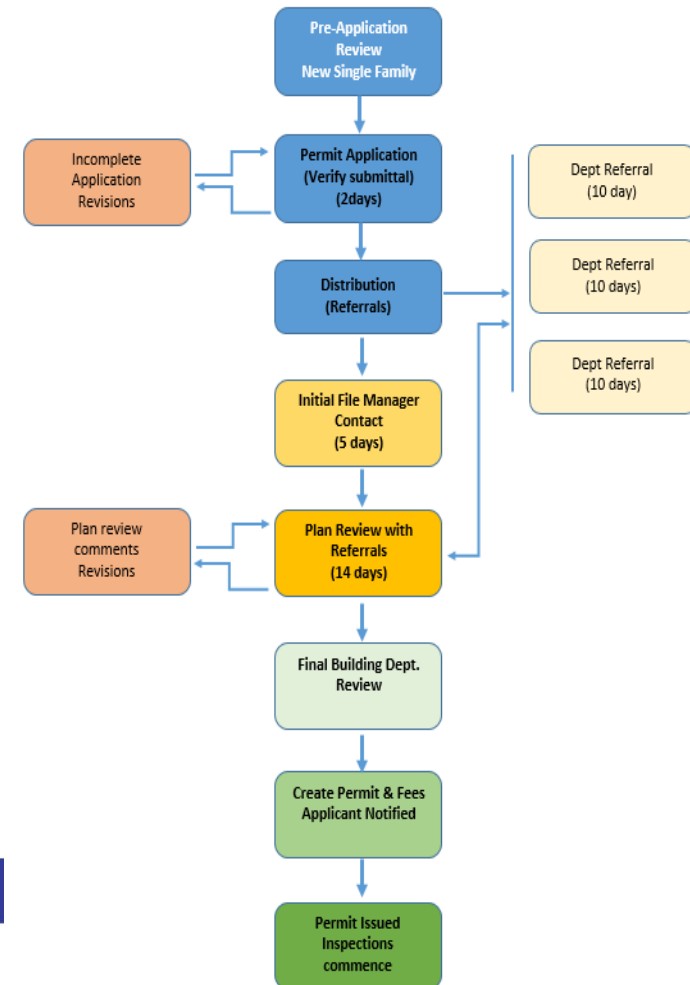 Pre-Application
Review
New Single Family
Incomplete
Application
Revisions
Permit Application
(Verify submittal)
(2days)
Dept Referral
(10 day)
Distribution
(Referrals)
Dept Referral
(10 days)
Dept Referral
(10 days)
Initial File Manager
Contact
(5 days)
Plan review
comments
Revisions
Plan Review with
Referrals
(14 days)
Final Building Dept.
Review
Create Permit & Fees
Applicant Notified
Permit Issued
Inspections
commence